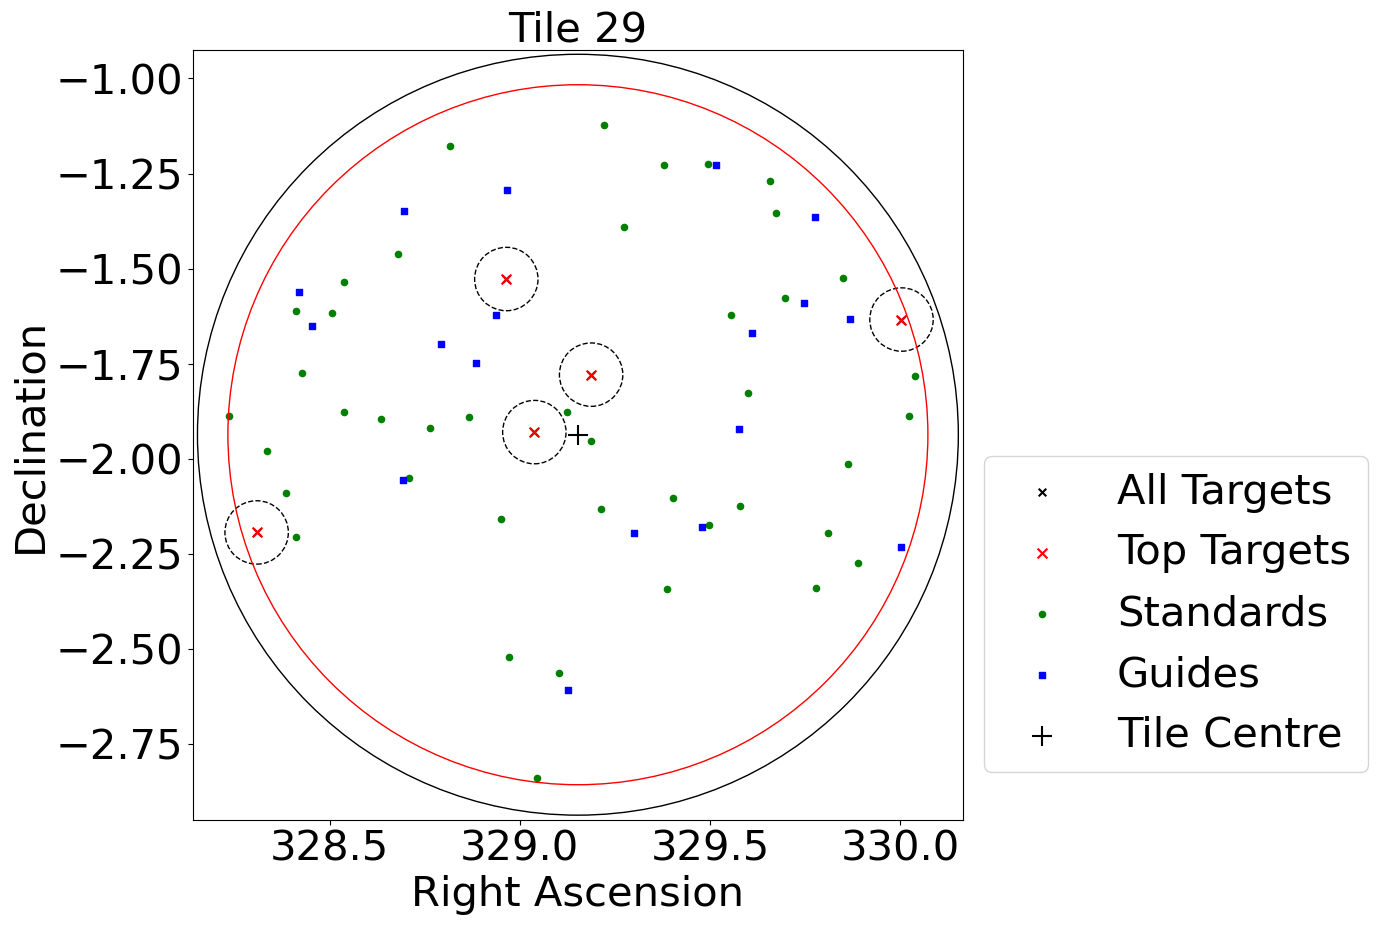 Tile 29
Declination
−1.00
−1.25
−1.50
−1.75
−2.00
−2.25
−2.50
−2.75
328.5 329.0 329.5 330.0
Right Ascension
All Targets
Top Targets
Standards
Guides
Tile Centre